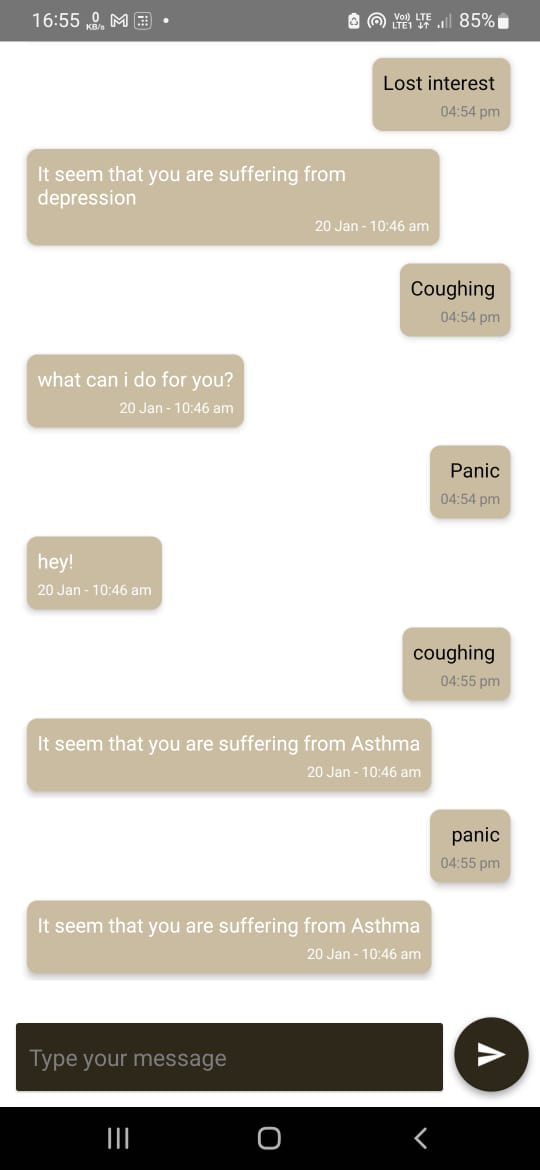 16:55 0 KB/s Vo)) LTE1 LTE 85%
Lost interest
04:54 pm
It seem that you are suffering from
depression
20 Jan - 10:46 am
Coughing
04:54 pm
what can i do for you?
20 Jan - 10:46 am
Panic
04:54 pm
hey!
20 Jan - 10:46 am
coughing
04:55 pm
It seem that you are suffering from Asthma
20 Jan - 10:46 am
panic
04:55 pm
It seem that you are suffering from Asthma
20 Jan - 10:46 am
Type your message